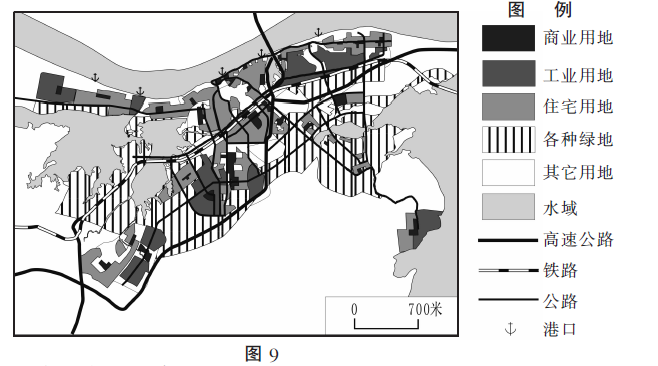 图 例
商业用地
工业用地
住宅用地
各种绿地
其它用地
水域
高速公路
铁路
公路
港口
0 700米
图 9